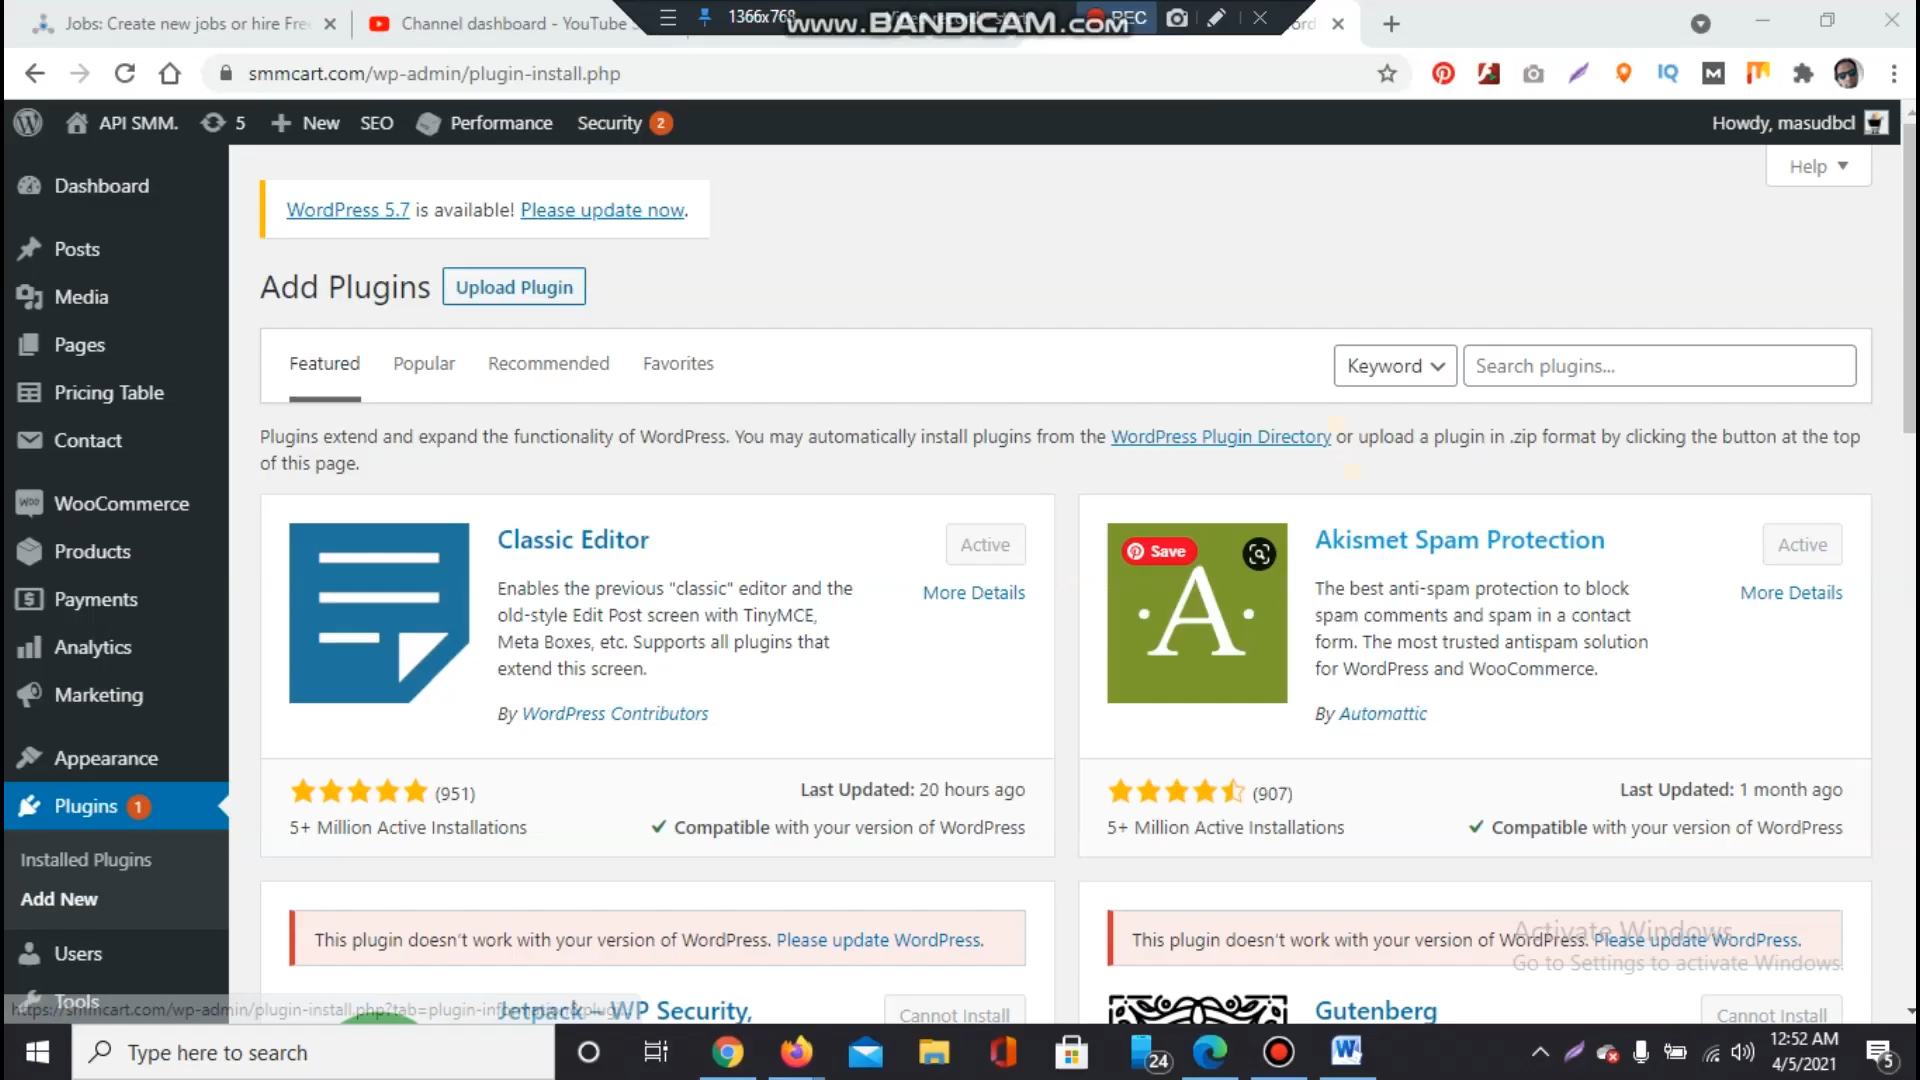 Jobs: Create new jobs or hire Fre
Channel dashboard - YouTube S
1366x768
www.BANDICAM.com
REC
smmcart.com/wp-admin/plugin-install.php
IQ
API SMM.
5
New
SEO
Performance
Security 2
Howdy, masudbcl
Help
Dashboard
Posts
Media
Pages
Pricing Table
Contact
WooCommerce
Products
Payments
Analytics
Marketing
Appearance
Plugins 1
Installed Plugins
Add New
Users
Tools
WordPress 5.7 is available! Please update now.
Add Plugins
Upload Plugin
Featured
Popular
Recommended
Favorites
Keyword
Search plugins...
Plugins extend and expand the functionality of WordPress. You may automatically install plugins from the WordPress Plugin Directory or upload a plugin in .zip format by clicking the button at the top
of this page.
Classic Editor
Active
More Details
Enables the previous "classic" editor and the
old-style Edit Post screen with TinyMCE,
Meta Boxes, etc. Supports all plugins that
extend this screen.
By WordPress Contributors
(951)
Last Updated: 20 hours ago
5+ Million Active Installations
Compatible with your version of WordPress
Save
A
Akismet Spam Protection
Active
More Details
The best anti-spam protection to block
spam comments and spam in a contact
form. The most trusted antispam solution
for WordPress and WooCommerce.
By Automattic
(907)
Last Updated: 1 month ago
5+ Million Active Installations
Compatible with your version of WordPress
This plugin doesn't work with your version of WordPress. Please update WordPress.
Jetpack – WP Security,
Cannot Install
This plugin doesn't work with your version of WordPress. Please update WordPress.
Gutenberg
Cannot Install
Activate Windows
Go to Settings to activate Windows.
Type here to search
24
12:52 AM
4/5/2021
5